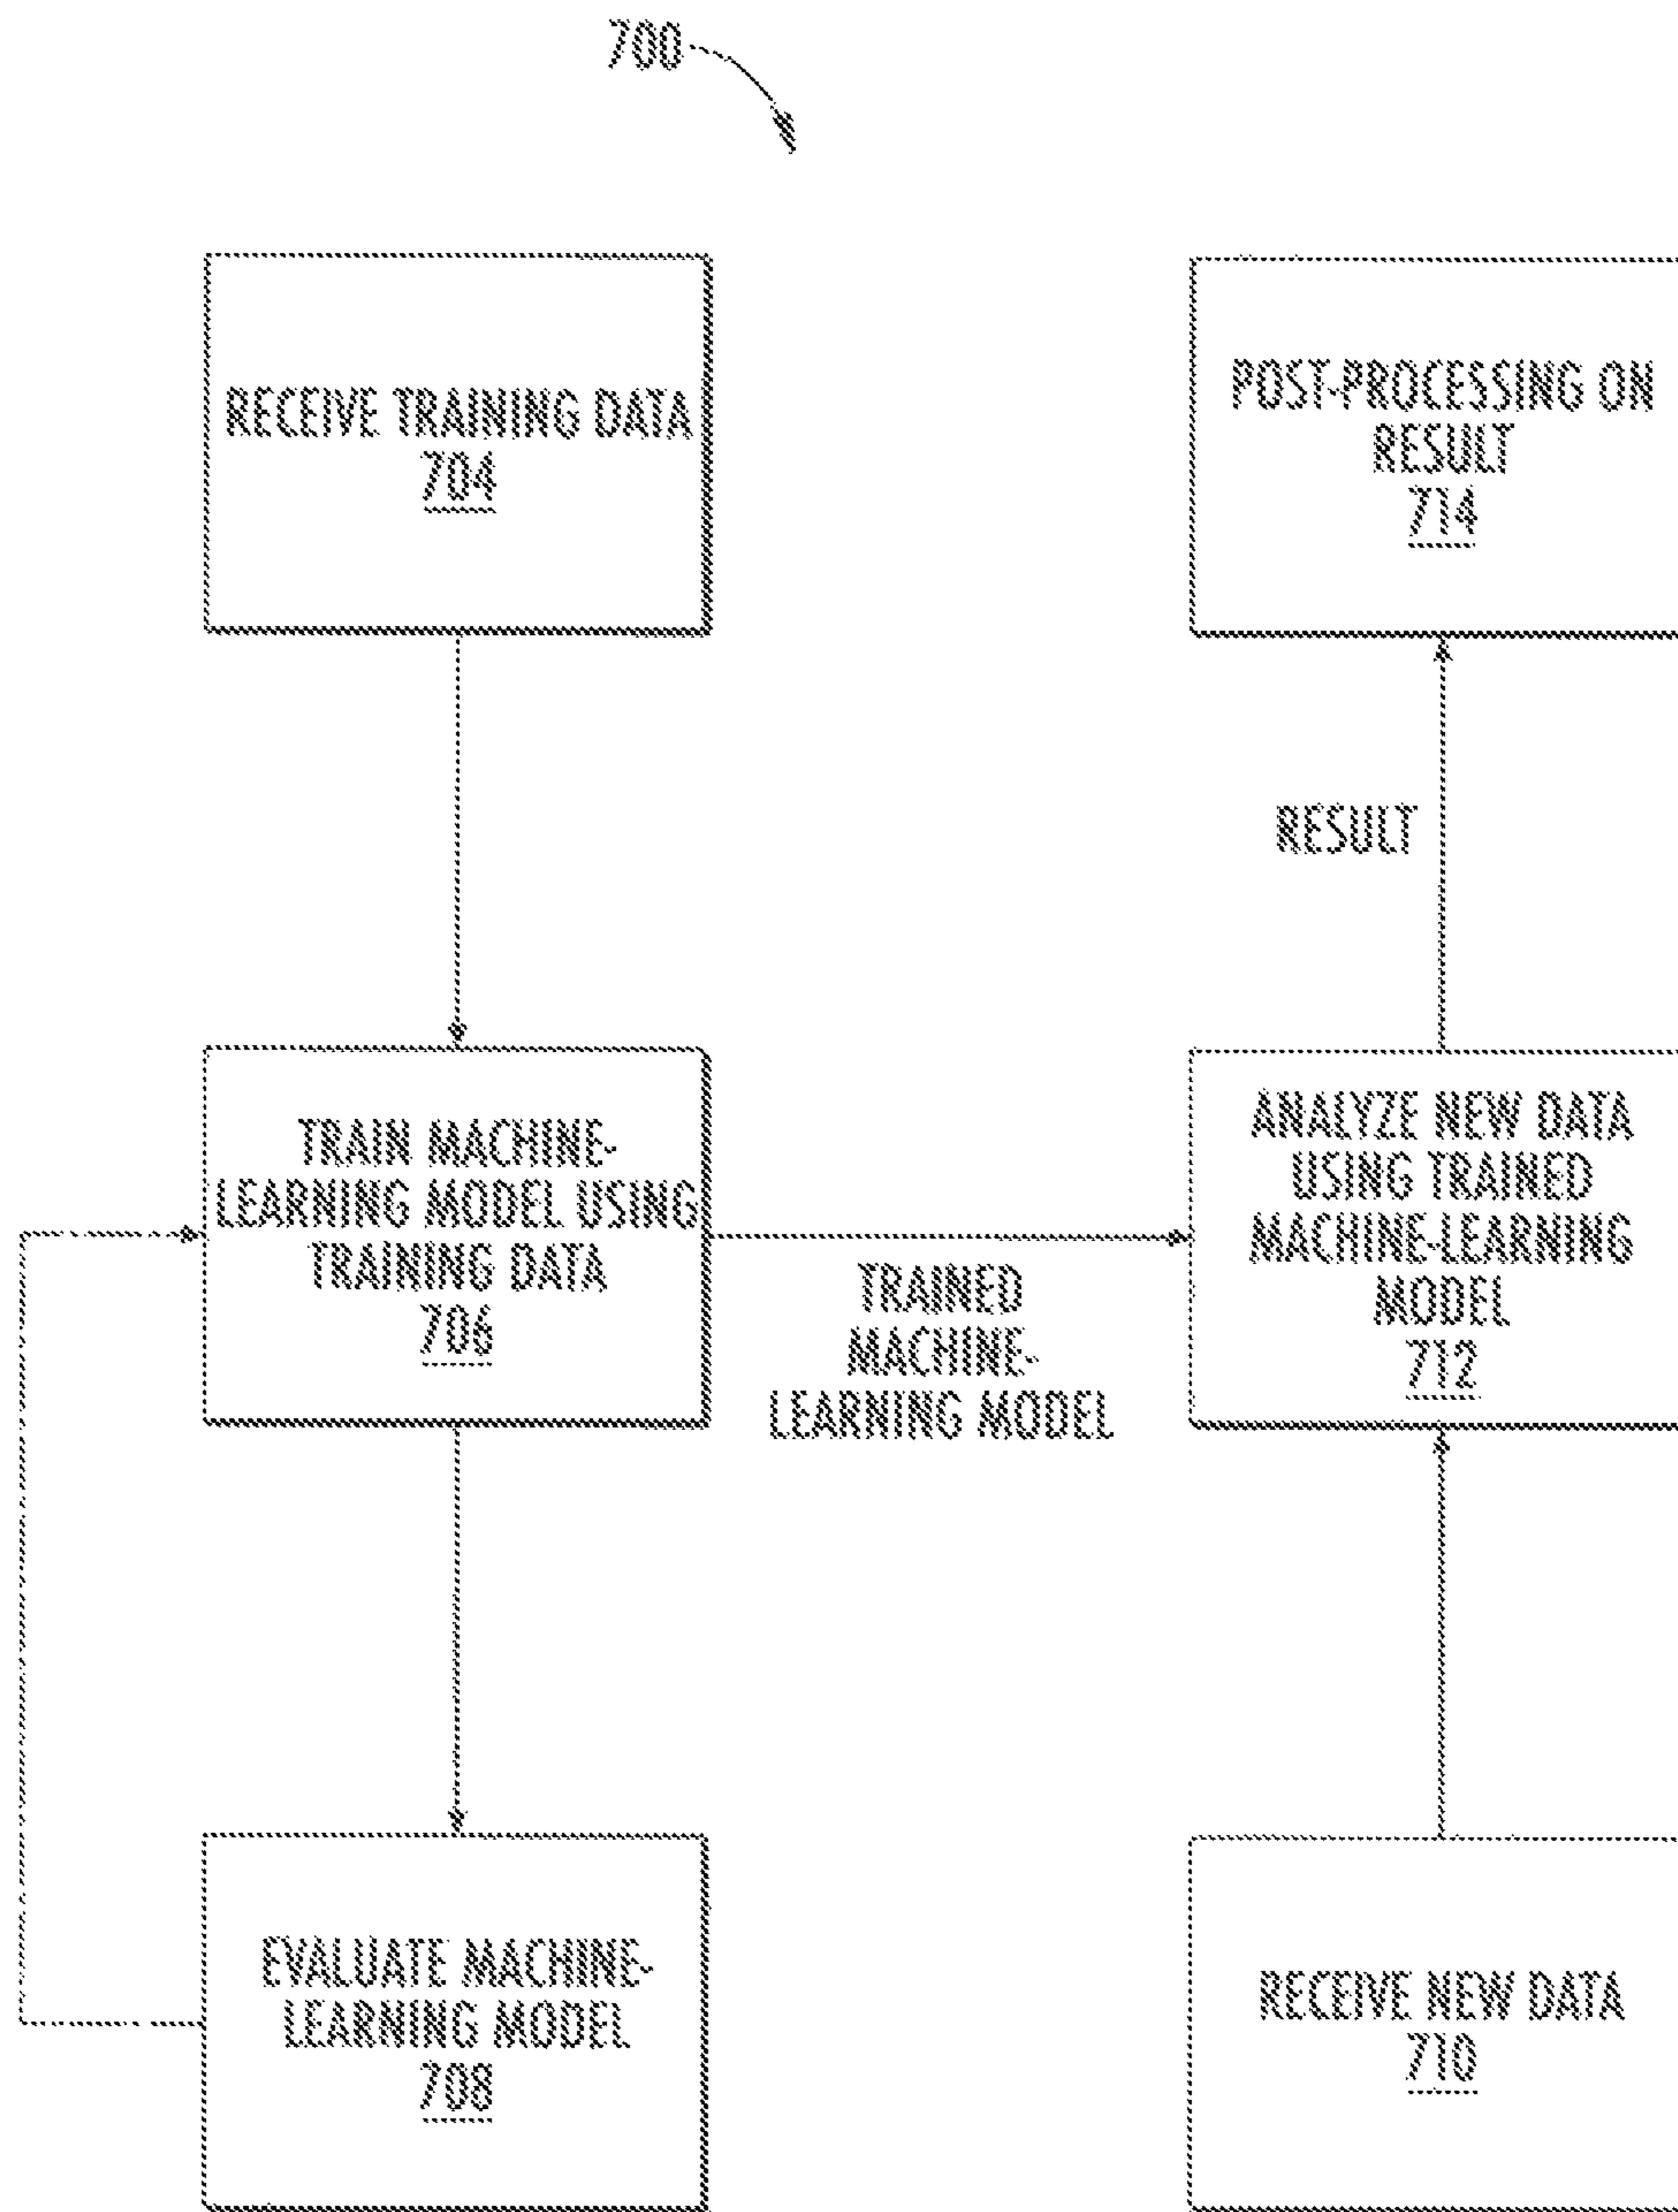 700
RECEIVE TRAINING DATA
704
TRAIN MACHINE-
LEARNING MODEL USING
TRAINING DATA
706
EVALUATE MACHINE-
LEARNING MODEL
708
TRAINED
MACHINE-
LEARNING MODEL
POST-PROCESSING ON
RESULT
714
RESULT
ANALYZE NEW DATA
USING TRAINED
MACHINE-LEARNING
MODEL
712
RECEIVE NEW DATA
710